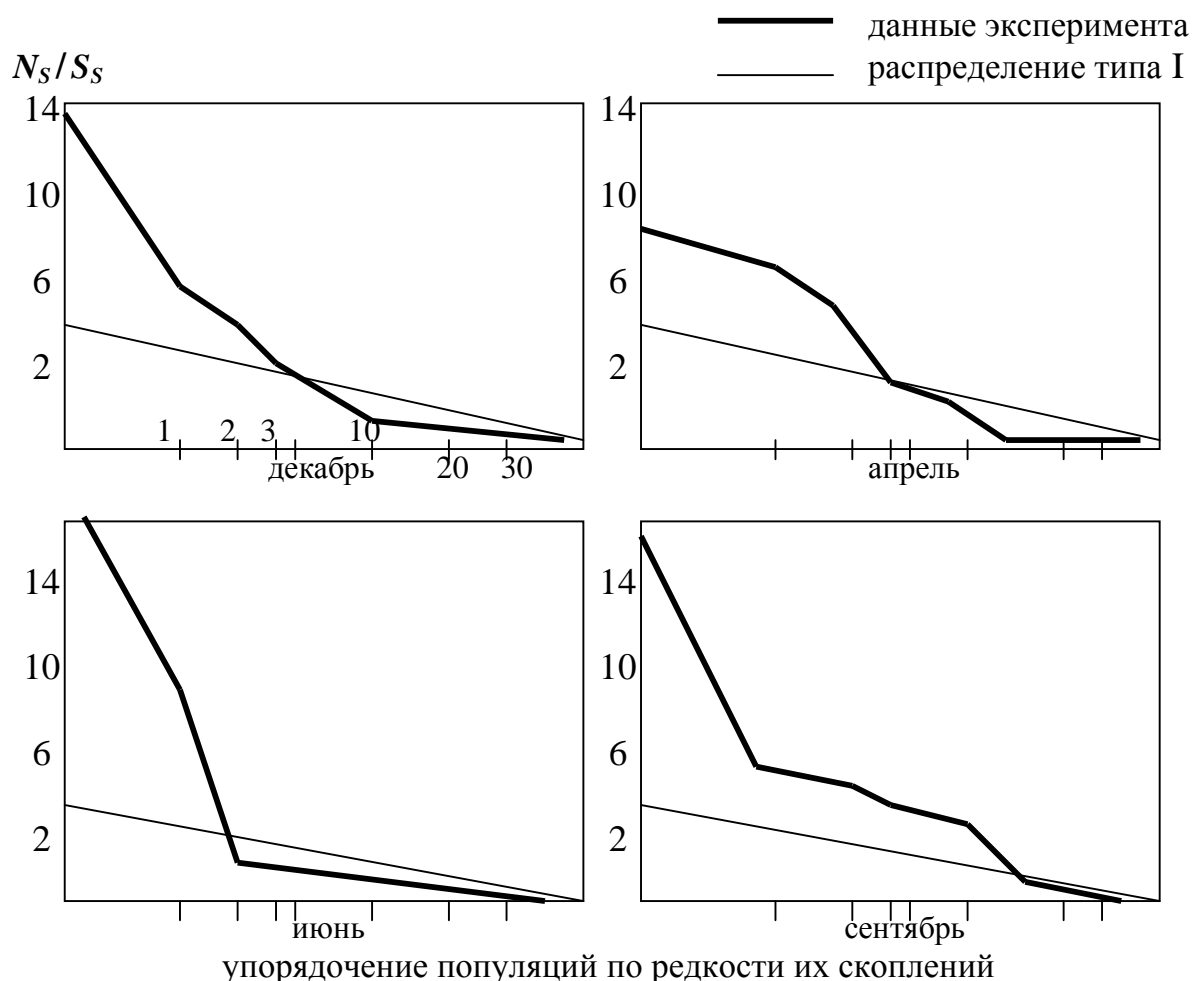 данные эксперимента
N_S/S_S
распределение типа I
14 14
10 10
6 6
2 2
1 2 3 10
декабрь 20 30 апрель
14 14
10 10
6 6
2 2
июнь сентябрь
упорядочение популяций по редкости их скоплений